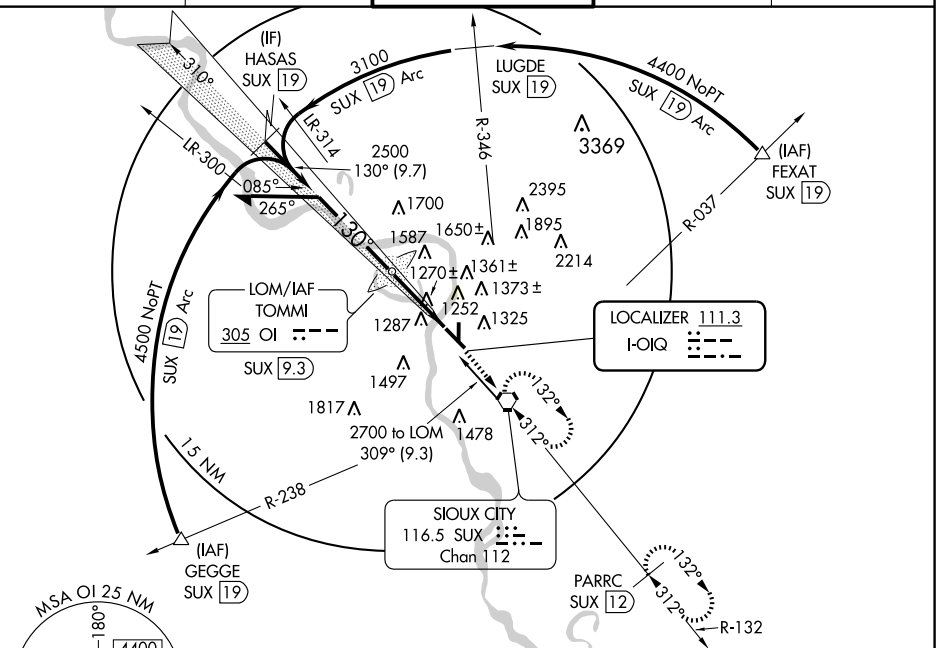 (IF)
HASAS
SUX 19
310°
3100
SUX 19 Arc
LUGDE
SUX 19
4400 NoPT
SUX 19 Arc
LR-314
LR-300
R-346
3369
(IAF)
FEXAT
SUX 19
R-037
2500
130° (9.7)
085°
265°
130°
1700
2395
1587
1650±
1895
2214
1270±
1361±
1373±
1252
1287
1325
LOM/IAF
TOMMI
305 OI
SUX 9.3
LOCALIZER 111.3
I-OIQ
4500 NoPT
SUX 19 Arc
1497
1817
1478
2700 to LOM
309° (9.3)
132°
312°
15 NM
R-238
SIOUX CITY
116.5 SUX
Chan 112
(IAF)
GEGGE
SUX 19
PARRC
SUX 12
132°
312°
R-132
MSA OI 25 NM
180°
4400